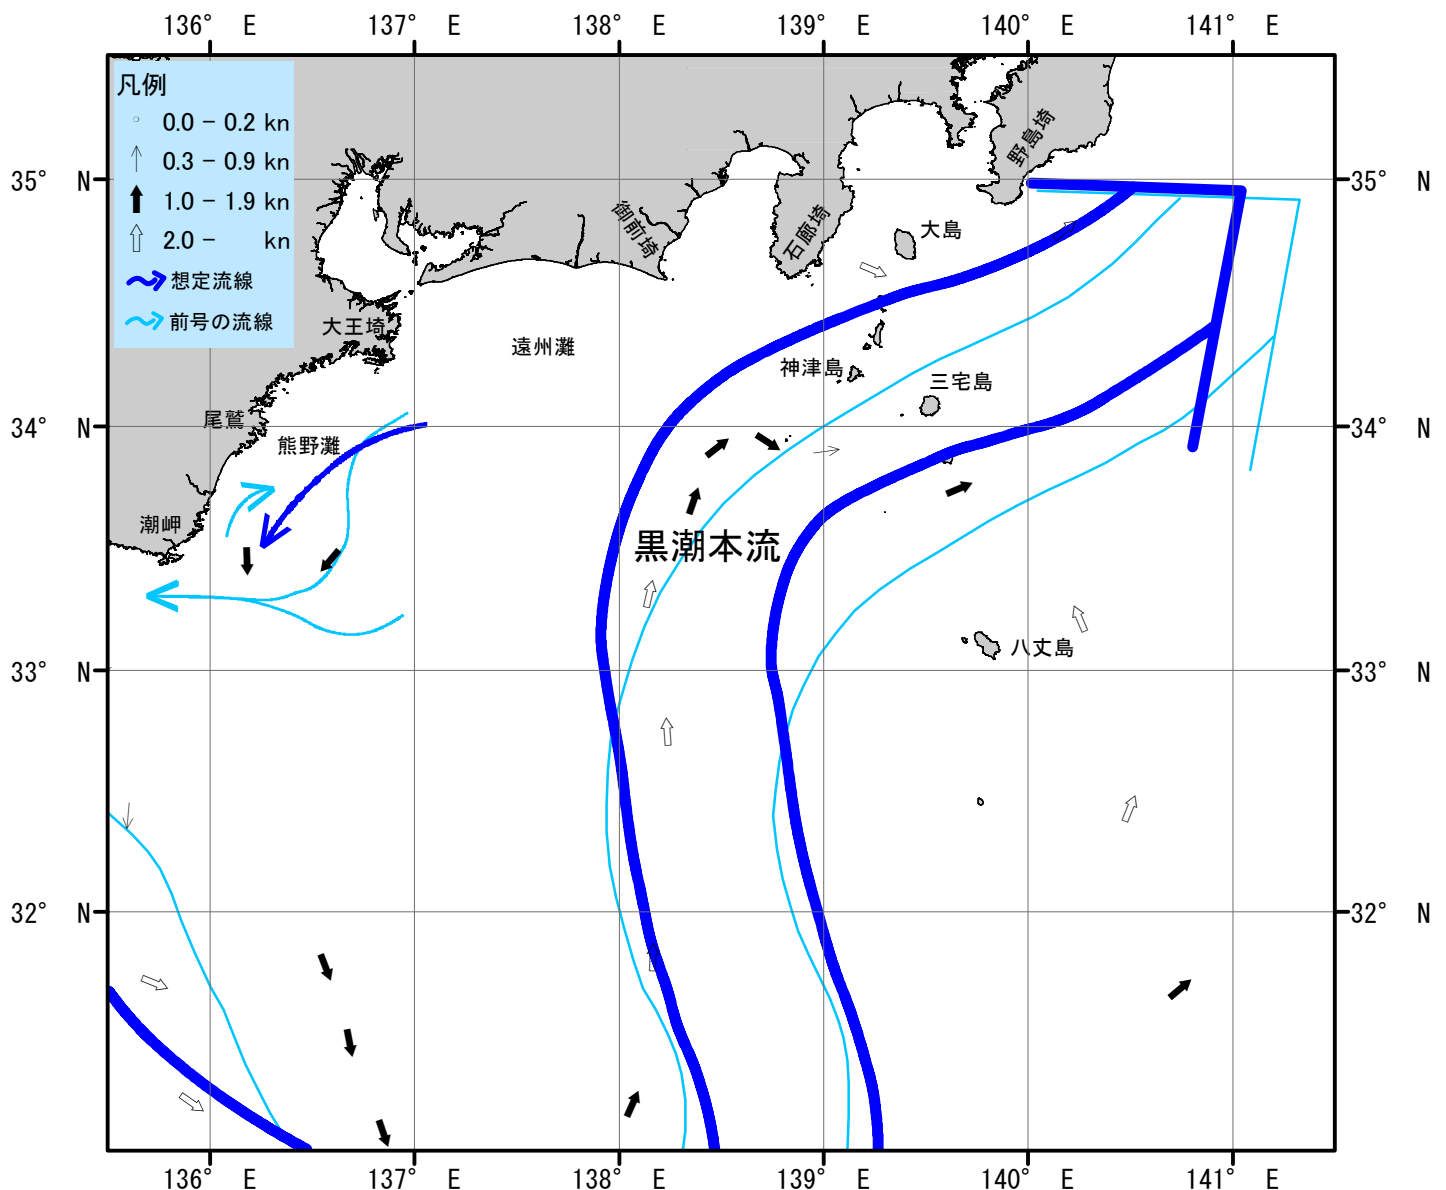 136° E 137° E 138° E 139° E 140° E 141° E
凡例
0.0 - 0.2 kn
0.3 - 0.9 kn
1.0 - 1.9 kn
2.0 - kn
想定流線
前号の流線
35° N
35° N
野島埼
御前埼
石廊埼
大島
大王埼
遠州灘
神津島
三宅島
尾鷲
34° N
34° N
熊野灘
潮岬
黒潮本流
八丈島
33° N
33° N
32° N
32° N
136° E 137° E 138° E 139° E 140° E 141° E